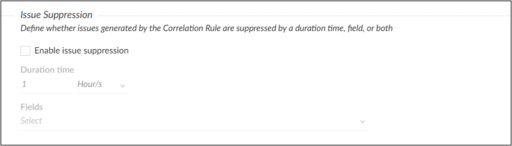 Issue Suppression
Define whether issues generated by the Correlation Rule are suppressed by a duration time, field, or both
Enable issue suppression
Duration time
1 Hour/s
Fields
Select